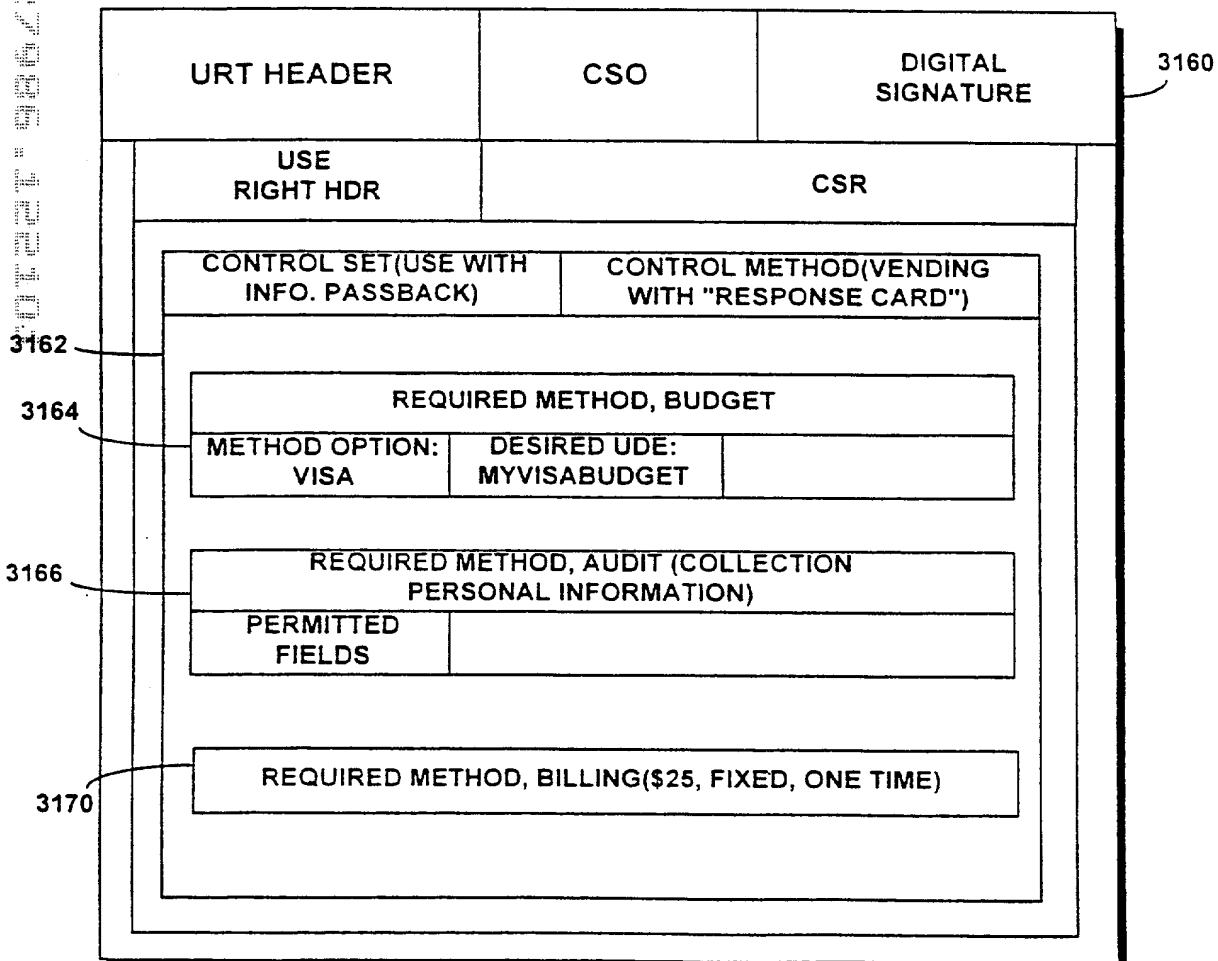 URT HEADER
CSO
DIGITAL
SIGNATURE
3160
USE
RIGHT HDR
CSR
CONTROL SET(USE WITH
INFO. PASSBACK)
CONTROL METHOD(VENDING
WITH "RESPONSE CARD")
3162
REQUIRED METHOD, BUDGET
3164
METHOD OPTION:
VISA
DESIRED UDE:
MYVISABUDGET
REQUIRED METHOD, AUDIT (COLLECTION
PERSONAL INFORMATION)
3166
PERMITTED
FIELDS
REQUIRED METHOD, BILLING($25, FIXED, ONE TIME)
3170